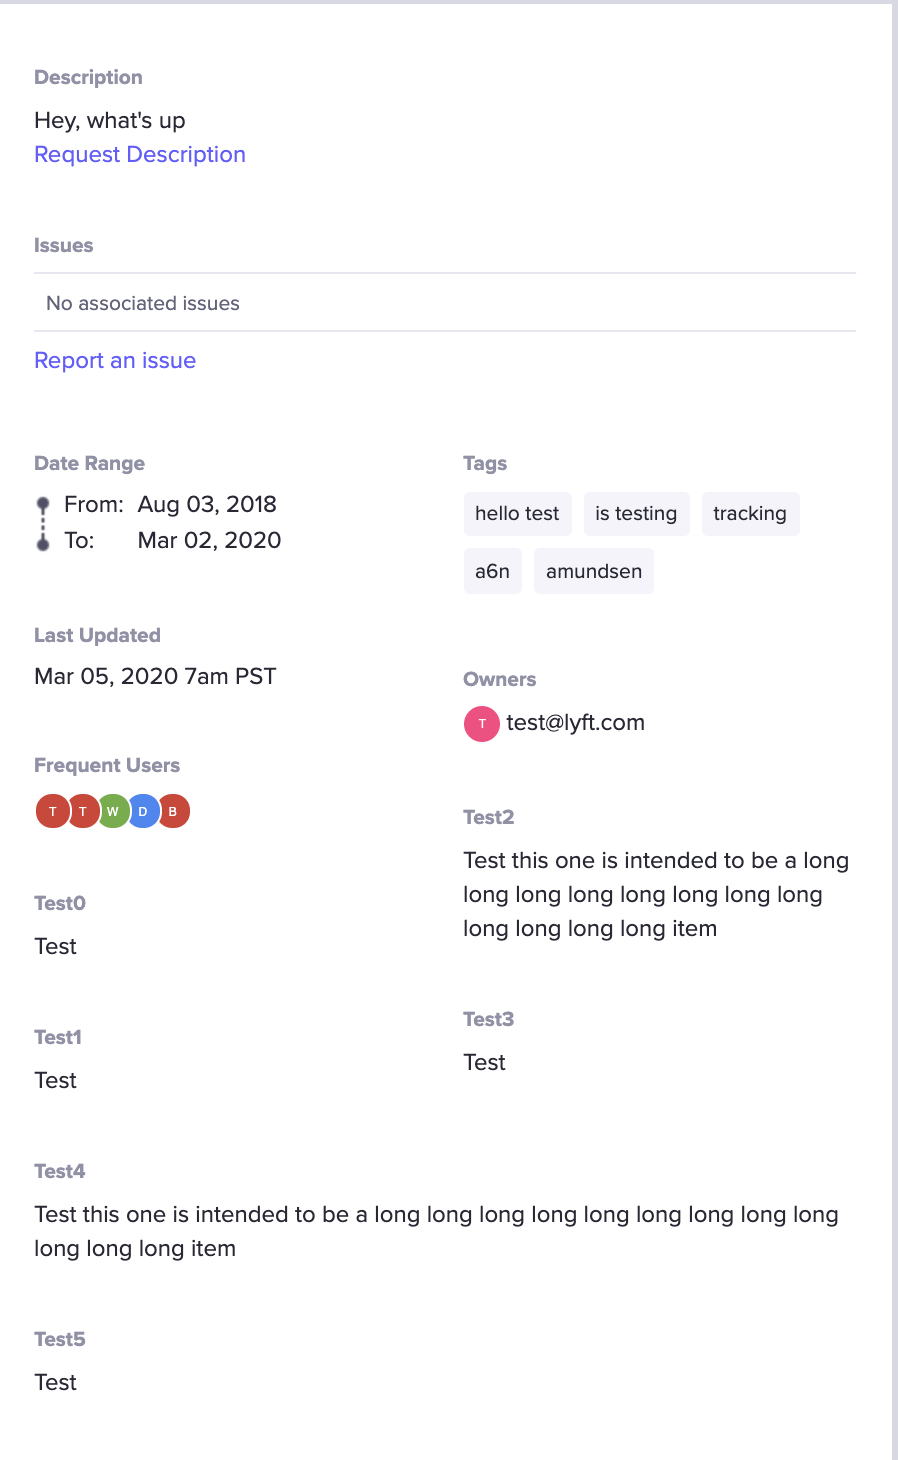 Description
Hey, what's up
Request Description
Issues
No associated issues
Report an issue
Date Range
From: Aug 03, 2018
To: Mar 02, 2020
Last Updated
Mar 05, 2020 7am PST
Frequent Users
T T W D B
Test0
Test
Test1
Test
Tags
hello test is testing tracking
a6n amundsen
Owners
T test@lyft.com
Test2
Test this one is intended to be a long
long long long long long long long
long long long long item
Test3
Test
Test4
Test this one is intended to be a long long long long long long long long long
long long long item
Test5
Test